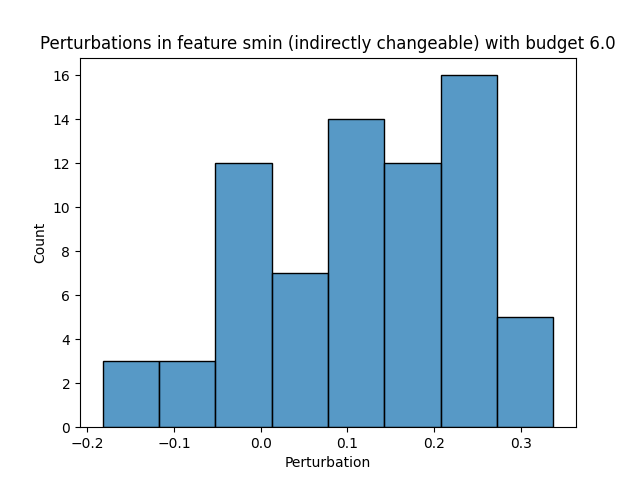 Perturbations in feature smin (indirectly changeable) with budget 6.0
16
14
12
10
8
6
4
2
0
Count
−0.2 −0.1 0.0 0.1 0.2 0.3
Perturbation